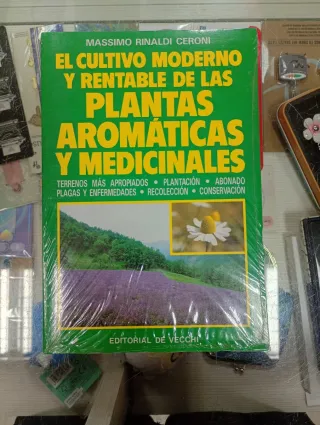 MASSIMO RINALDI CERONI
EL CULTIVO MODERNO
Y RENTABLE DE LAS
PLANTAS
AROMÁTICAS
Y MEDICINALES
TERRENOS MÁS APROPIADOS • PLANTACIÓN • ABONADO
PLAGAS Y ENFERMEDADES • RECOLECCIÓN • CONSERVACIÓN
EDITORIAL DE VECCHI